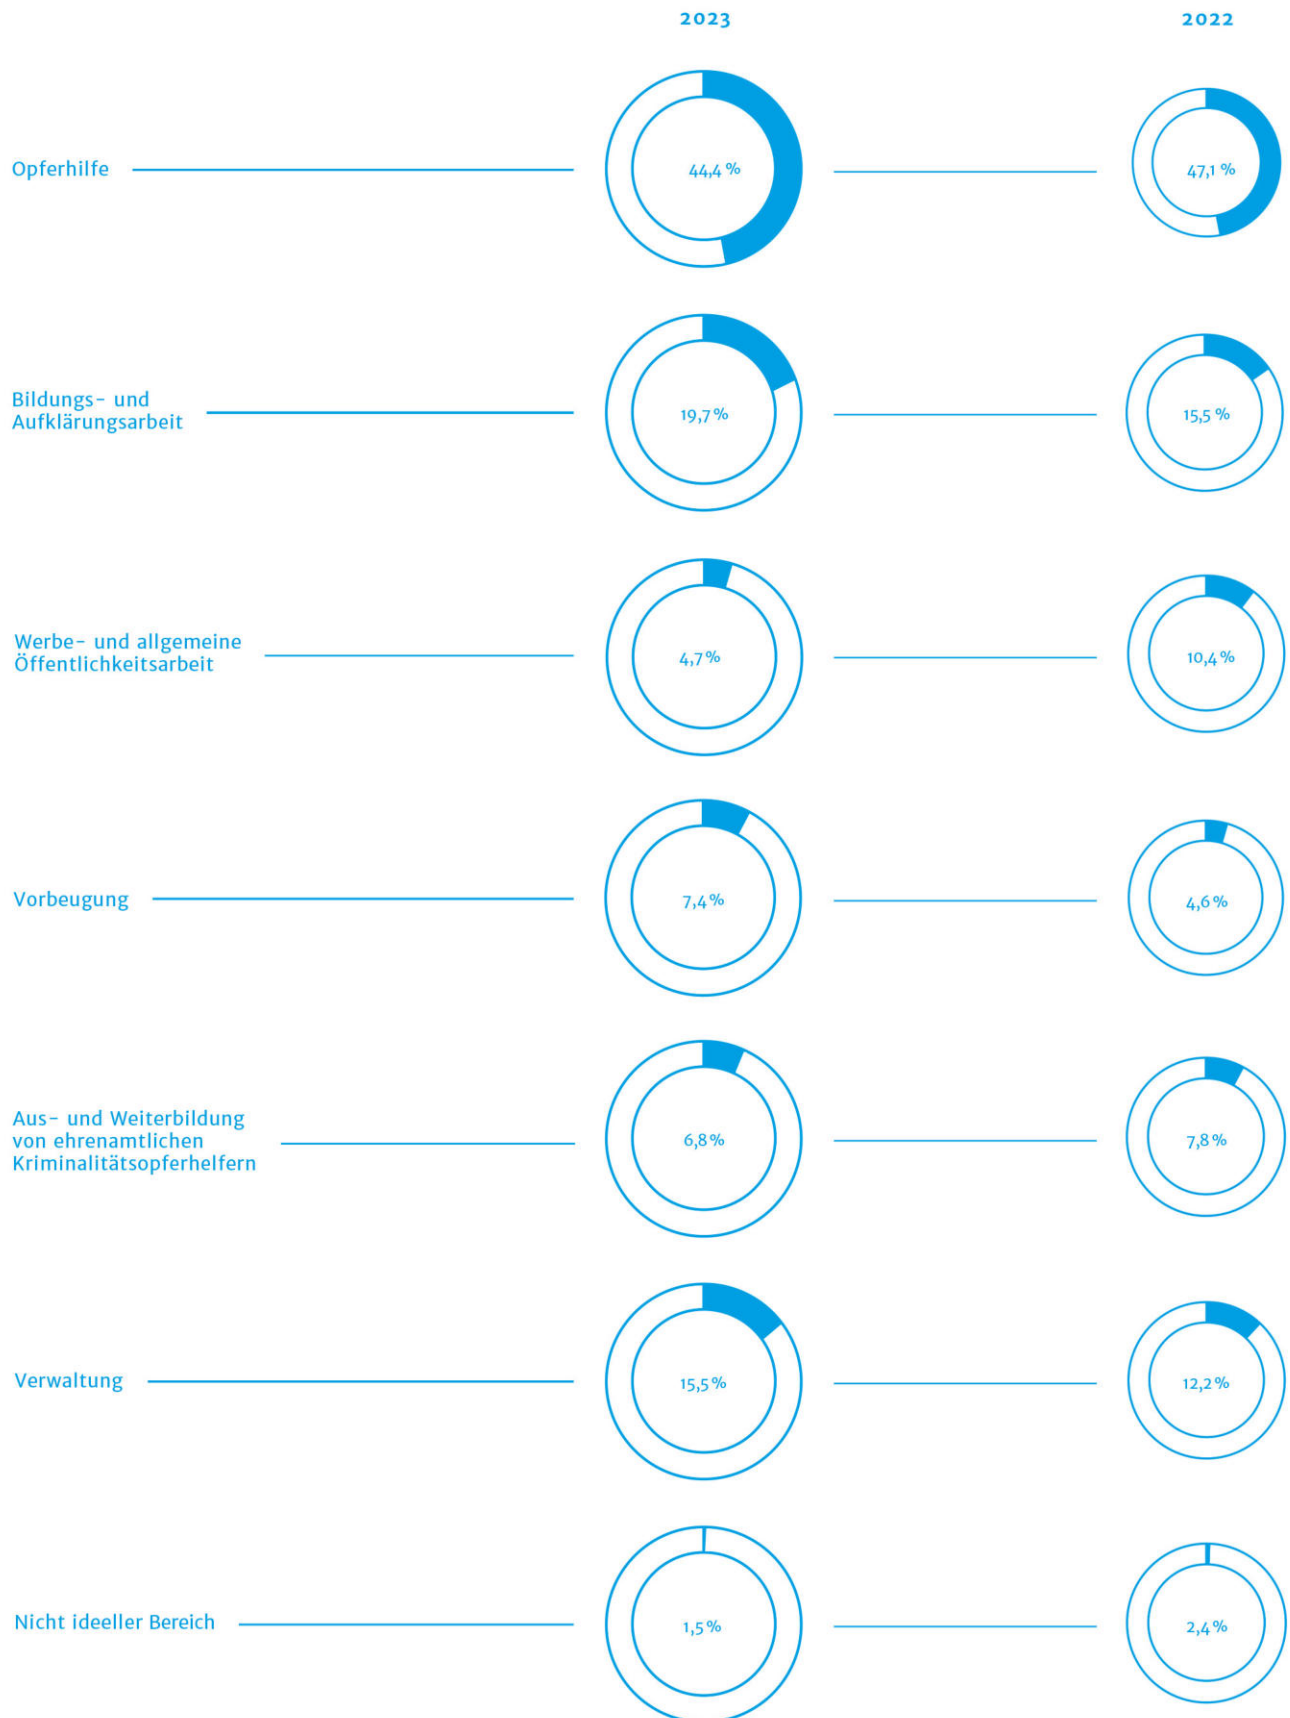 2023 2022
Opferhilfe 44,4 % 47,1 %
Bildungs- und
Aufklärungsarbeit 19,7 % 15,5 %
Werbe- und allgemeine
Öffentlichkeitsarbeit 4,7 % 10,4 %
Vorbeugung 7,4 % 4,6 %
Aus- und Weiterbildung
von ehrenamtlichen 6,8 % 7,8 %
Kriminalitätsopferhelfern
Verwaltung 15,5 % 12,2 %
Nicht ideeller Bereich 1,5 % 2,4 %